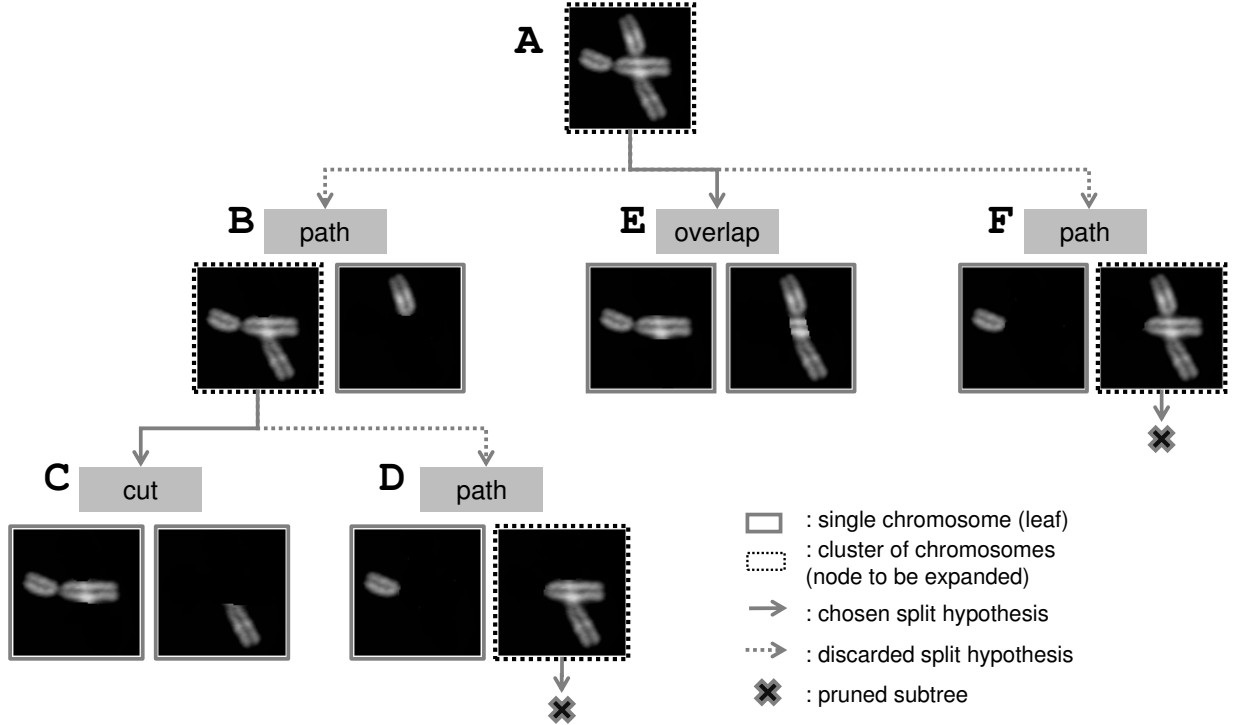 A
B
path
E
overlap
F
path
C
cut
D
path
: single chromosome (leaf)
: cluster of chromosomes
(node to be expanded)
: chosen split hypothesis
: discarded split hypothesis
: pruned subtree